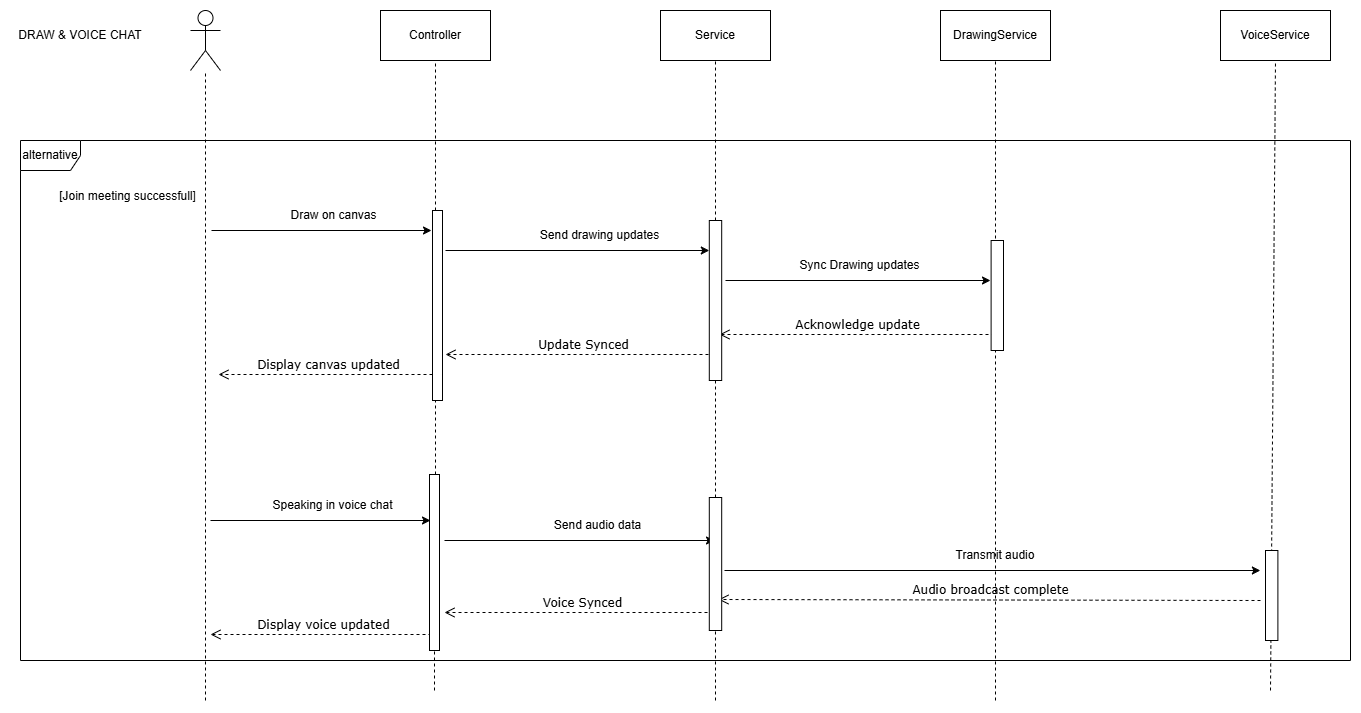 DRAW & VOICE CHAT
Controller
Service
DrawingService
VoiceService
alternative
[Join meeting successfull]
Draw on canvas
Send drawing updates
Sync Drawing updates
Acknowledge update
Update Synced
Display canvas updated
Speaking in voice chat
Send audio data
Transmit audio
Audio broadcast complete
Voice Synced
Display voice updated